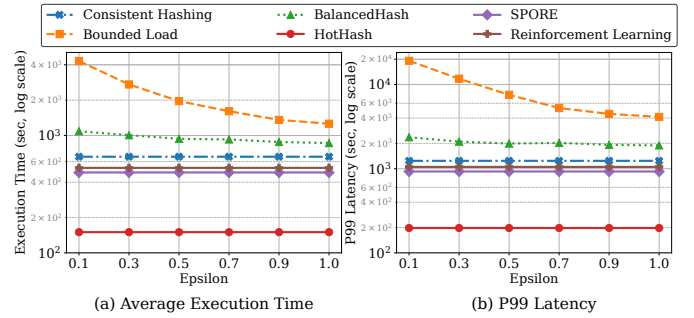 Consistent Hashing
Bounded Load
BalancedHash
HotHash
SPORE
Reinforcement Learning
Execution Time (sec, log scale)
4 × 10³
2 × 10³
10³
6 × 10²
4 × 10²
2 × 10²
10²
0.1 0.3 0.5 0.7 0.9 1.0
Epsilon
(a) Average Execution Time
P99 Latency (sec, log scale)
2 × 10⁴
10⁴
6 × 10³
4 × 10³
2 × 10³
10³
6 × 10²
4 × 10²
2 × 10²
10²
0.1 0.3 0.5 0.7 0.9 1.0
Epsilon
(b) P99 Latency